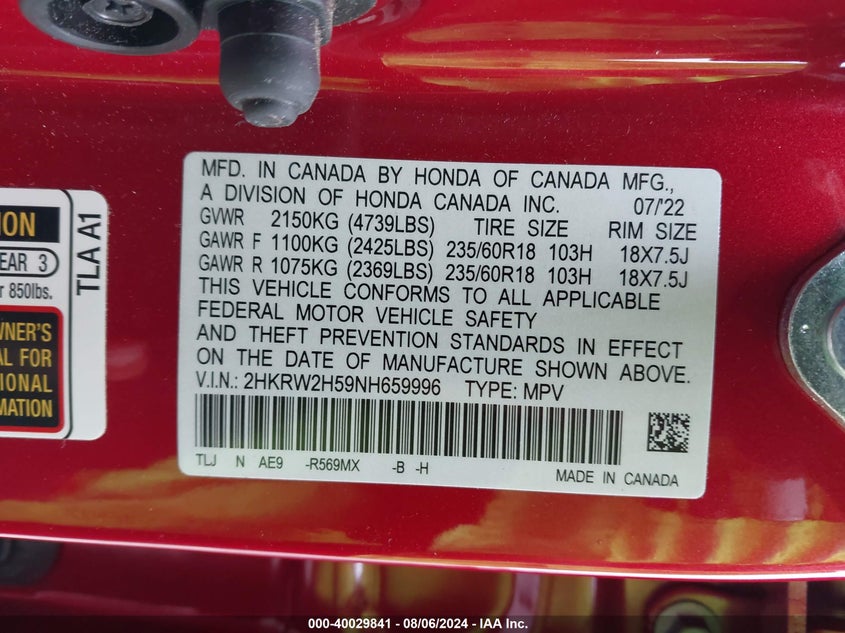 MFD. IN CANADA BY HONDA OF CANADA MFG.,
A DIVISION OF HONDA CANADA INC. 07/'22
GVWR 2150KG (4739LBS) TIRE SIZE RIM SIZE
GAWR F 1100KG (2425LBS) 235/60R18 103H 18X7.5J
GAWR R 1075KG (2369LBS) 235/60R18 103H 18X7.5J
THIS VEHICLE CONFORMS TO ALL APPLICABLE
FEDERAL MOTOR VEHICLE SAFETY
AND THEFT PREVENTION STANDARDS IN EFFECT
ON THE DATE OF MANUFACTURE SHOWN ABOVE.
V.I.N.: 2HKRW2H59NH659996 TYPE: MPV
TLJ N AE9 -R569MX -B -H
MADE IN CANADA
ION
EAR 3
r 850lbs.
WNER'S
AL FOR
TIONAL
RMATION
TLA A1
000-40029841 - 08/06/2024 - IAA Inc.